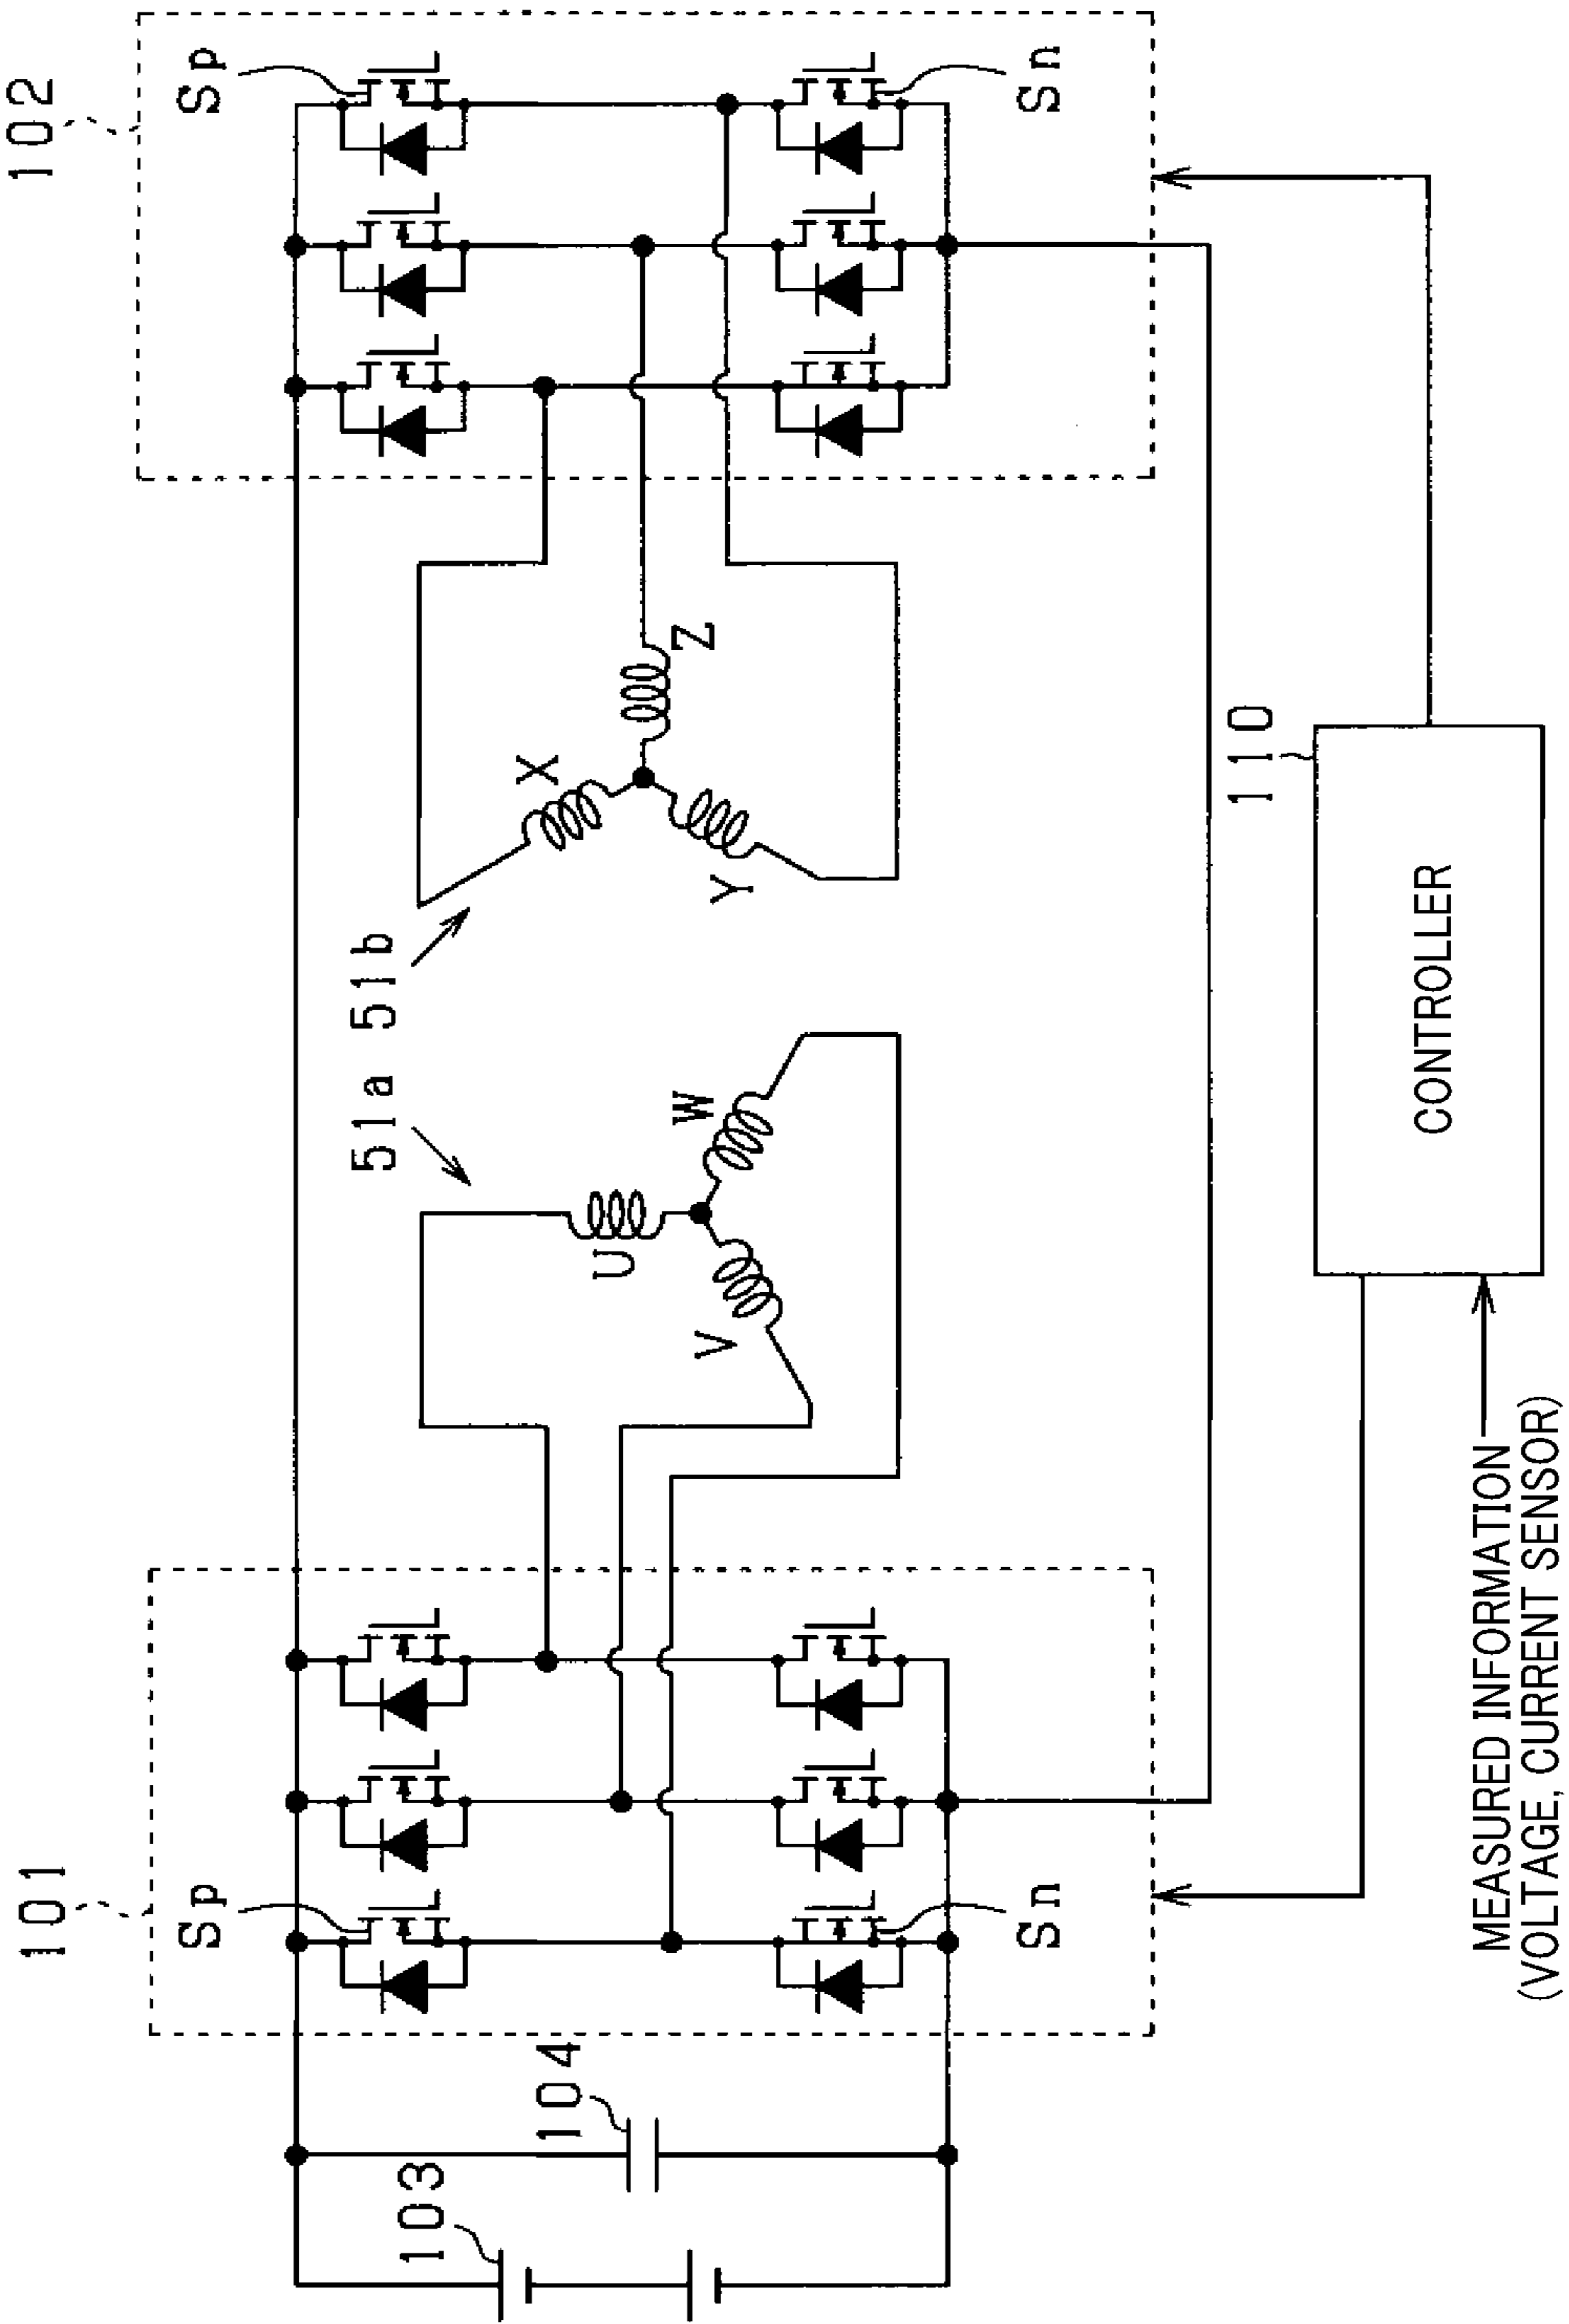 101
102
Sp
Sp
103
104
51a
51b
U
V
W
X
Y
Z
Sn
Sn
110
CONTROLLER
MEASURED INFORMATION
(VOLTAGE, CURRENT SENSOR)